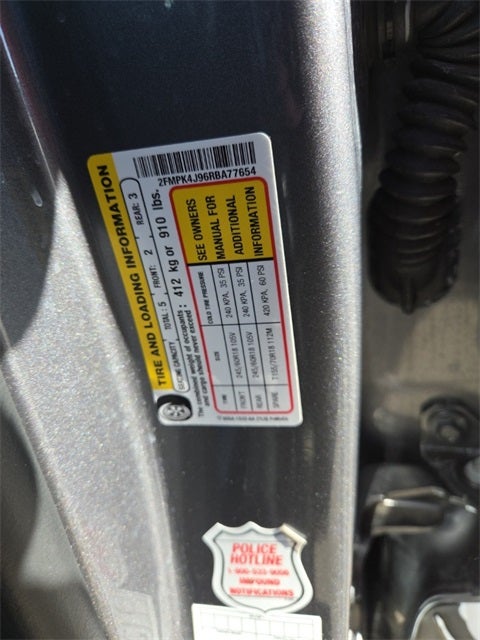 TIRE AND LOADING INFORMATION
SEATING CAPACITY TOTAL: 5 FRONT: 2 REAR: 3
The combined weight of occupants
and cargo should never exceed : 412 kg or 910 lbs.
2FMPK4J96RBA77654
TIRE SIZE COLD TIRE PRESSURE
FRONT 245/60R18 105V 240 KPA, 35 PSI
REAR 245/60R18 105V 240 KPA, 35 PSI
SPARE T155/70R18 112M 420 KPA, 60 PSI
SEE OWNERS
MANUAL FOR
ADDITIONAL
INFORMATION
POLICE
HOTLINE
IMPOUND
NOTIFICATIONS